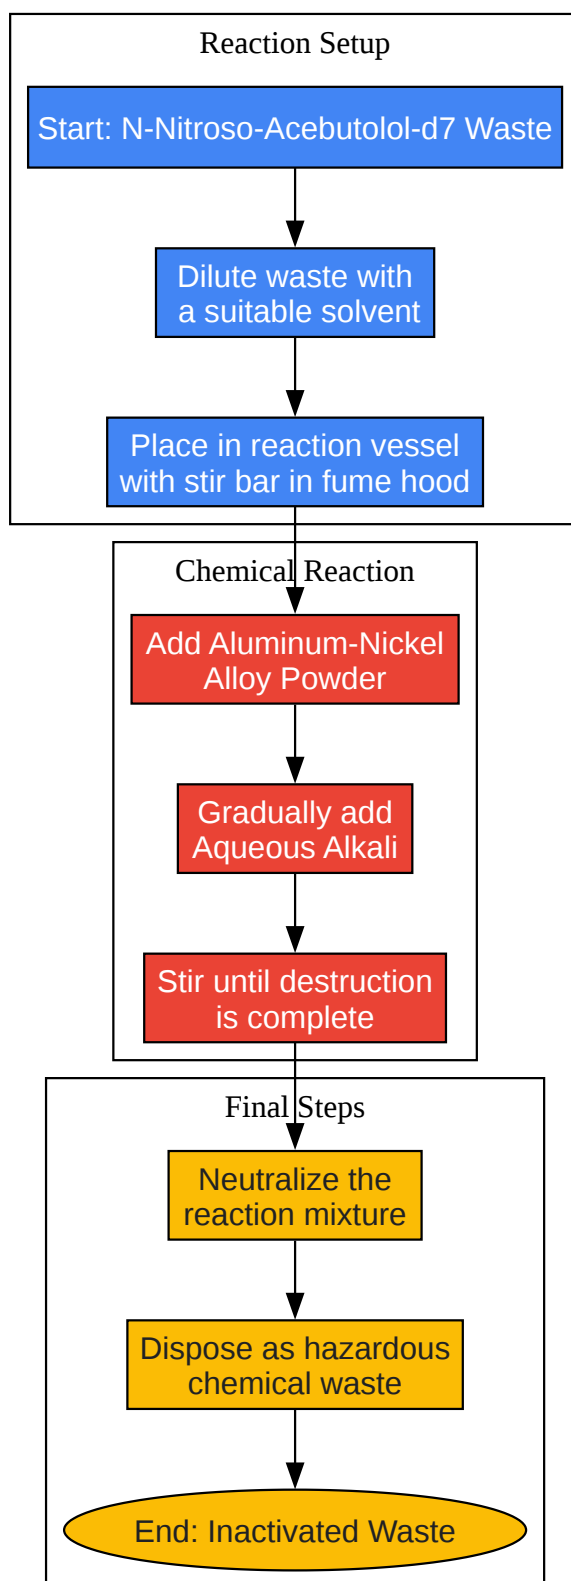 Reaction Setup
Start: N-Nitroso-Acebutolol-d7 Waste
Dilute waste with
a suitable solvent
Place in reaction vessel
with stir bar in fume hood
Chemical Reaction
Add Aluminum-Nickel
Alloy Powder
Gradually add
Aqueous Alkali
Stir until destruction
is complete
Final Steps
Neutralize the
reaction mixture
Dispose as hazardous
chemical waste
End: Inactivated Waste